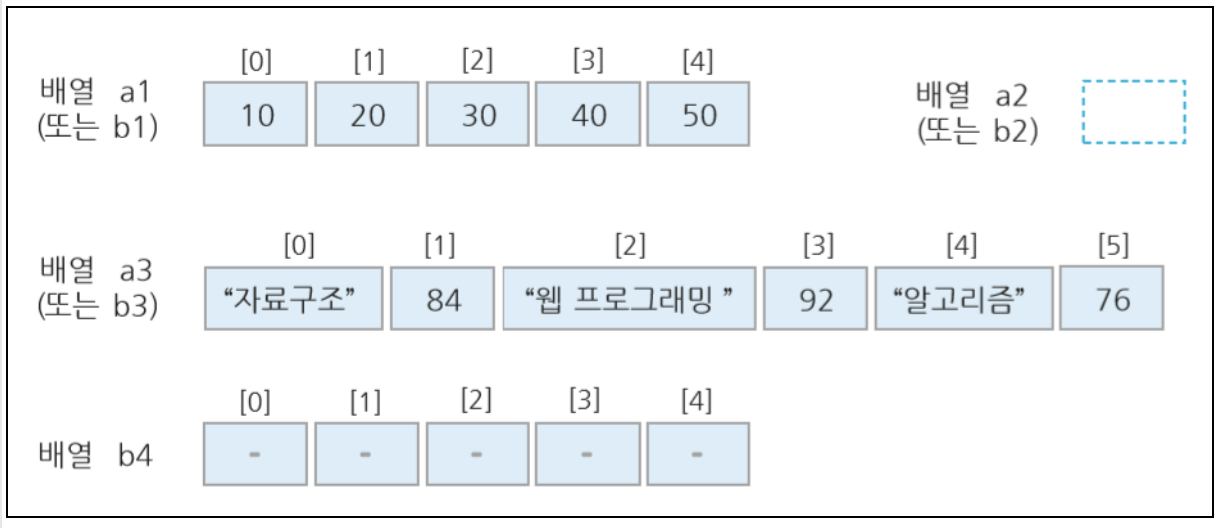 [0] [1] [2] [3] [4]
배열 a1 10 20 30 40 50
(또는 b1)
배열 a2
(또는 b2)
[0] [1] [2] [3] [4] [5]
배열 a3
(또는 b3)
“자료구조” 84 “웹 프로그래밍 ” 92 “알고리즘” 76
[0] [1] [2] [3] [4]
배열 b4 - - - - -